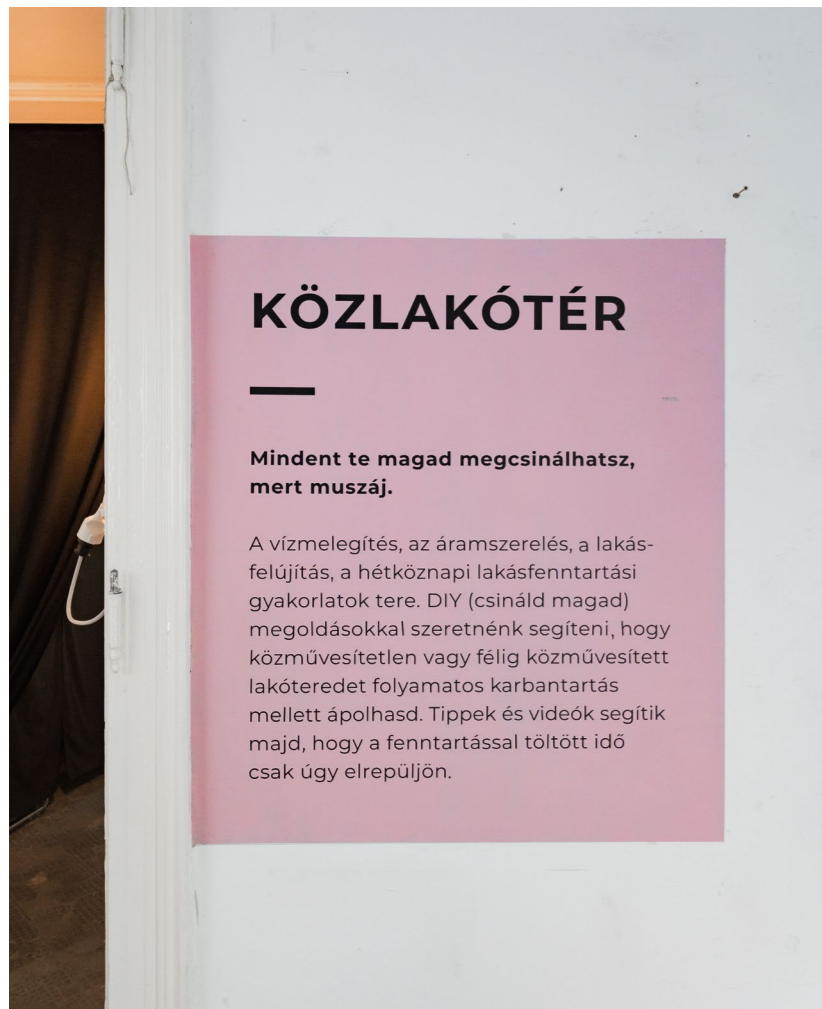 KÖZLAKÓTÉR
Mindent te magad megcsinálhatsz,
mert muszáj.
A vízmelegítés, az áramszerelés, a lakás-
felújítás, a hétköznapi lakásfenntartási
gyakorlatok tere. DIY (csináld magad)
megoldásokkal szeretnénk segíteni, hogy
közművesítetlen vagy félig közművesített
lakóteredet folyamatos karbantartás
mellett ápolhasd. Tippek és videók segítik
majd, hogy a fenntartással töltött idő
csak úgy elrepüljön.